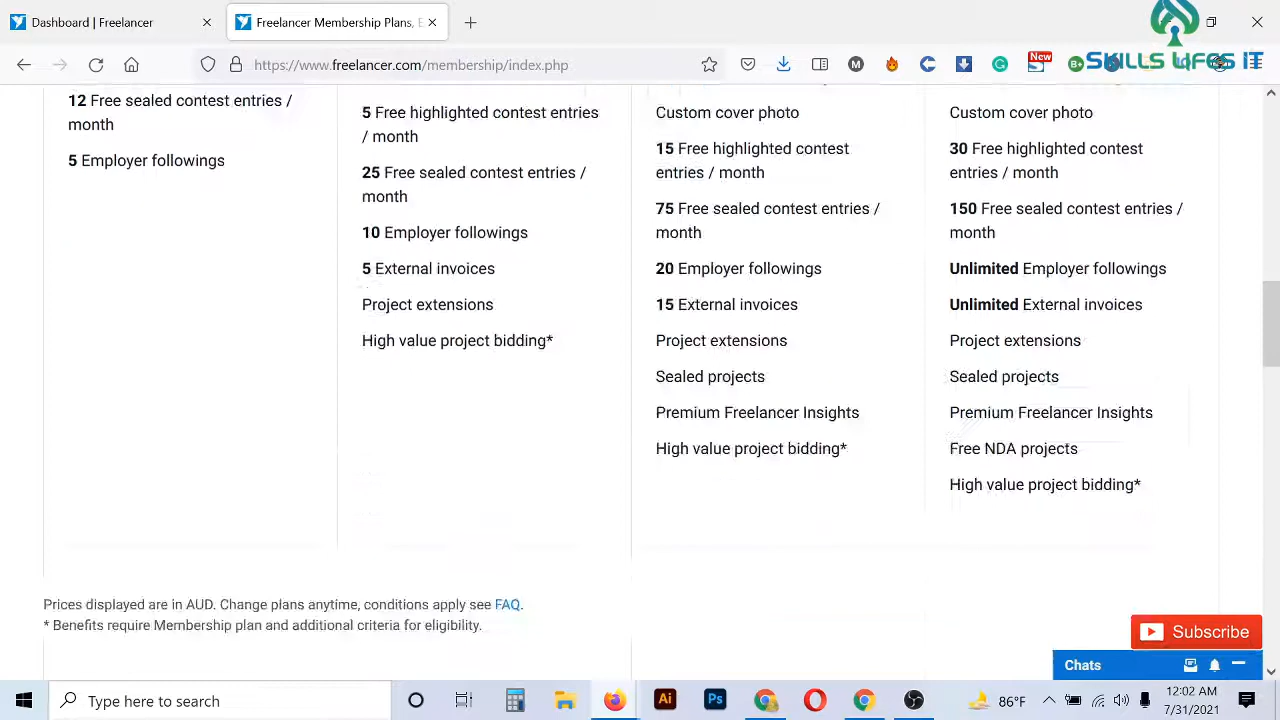 Dashboard | Freelancer
Freelancer Membership Plans, E
https://www.freelancer.com/membership/index.php
New
SKILLS LIFES IT
12 Free sealed contest entries /
month
5 Employer followings
5 Free highlighted contest entries
/ month
25 Free sealed contest entries /
month
10 Employer followings
5 External invoices
Project extensions
High value project bidding*
Custom cover photo
15 Free highlighted contest
entries / month
75 Free sealed contest entries /
month
20 Employer followings
15 External invoices
Project extensions
Sealed projects
Premium Freelancer Insights
High value project bidding*
Custom cover photo
30 Free highlighted contest
entries / month
150 Free sealed contest entries /
month
Unlimited Employer followings
Unlimited External invoices
Project extensions
Sealed projects
Premium Freelancer Insights
Free NDA projects
High value project bidding*
Prices displayed are in AUD. Change plans anytime, conditions apply see FAQ.
* Benefits require Membership plan and additional criteria for eligibility.
Subscribe
Chats
Type here to search
Ai
Ps
86°F
12:02 AM
7/31/2021